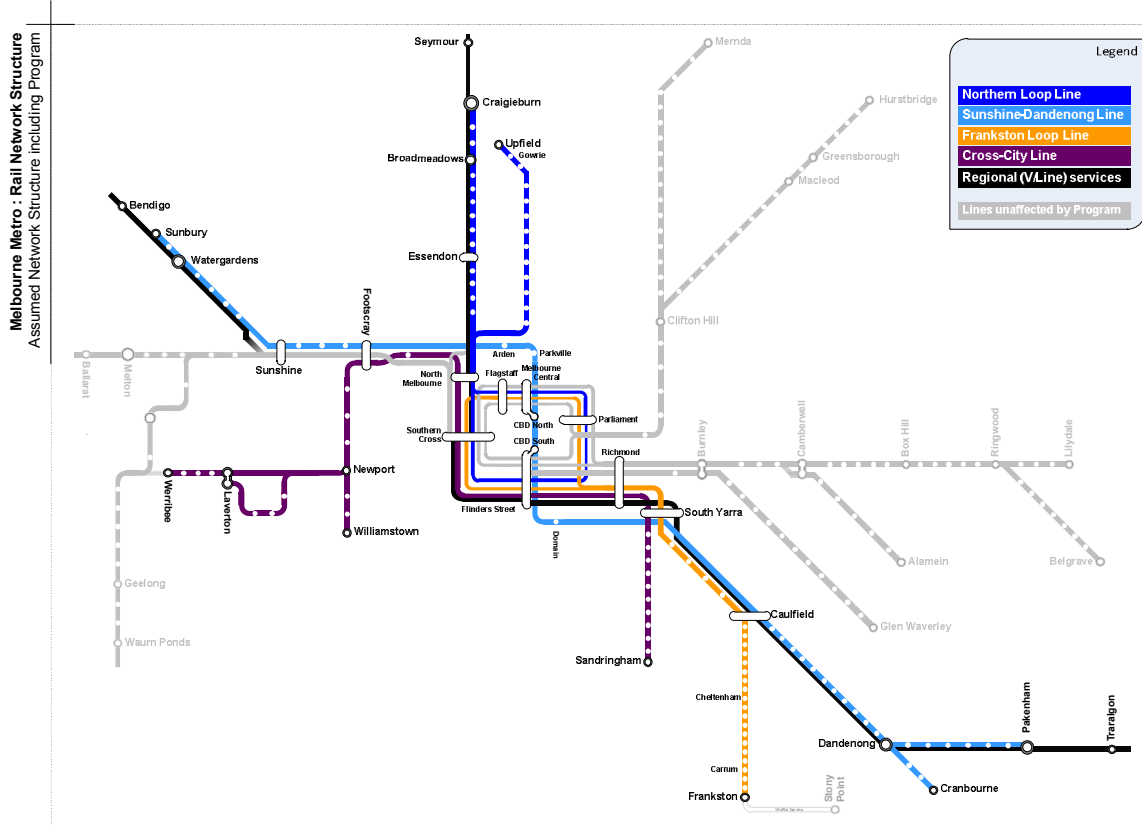 Melbourne Metro : Rail Network Structure
Assumed Network Structure including Program
Legend
Northern Loop Line
Sunshine-Dandenong Line
Frankston Loop Line
Cross-City Line
Regional (V/Line) services
Lines unaffected by Program
Seymour
Mernda
Craigieburn
Hurstbridge
Upfield
Gowrie
Broadmeadows
Greensborough
Macleod
Bendigo
Sunbury
Watergardens
Essendon
Footscray
Clifton Hill
Ballarat
Melton
Sunshine
Arden
Parkville
North
Melbourne
Flagstaff
Melbourne
Central
Parliament
CBD North
Southern
Cross
CBD South
Richmond
Burnley
Camberwell
Box Hill
Ringwood
Lilydale
Werribee
Laverton
Newport
Williamstown
Flinders Street
South Yarra
Domain
Alamein
Belgrave
Geelong
Waurn Ponds
Caulfield
Glen Waverley
Sandringham
Cheltenham
Pakenham
Traralgon
Dandenong
Carrum
Cranbourne
Frankston
Stony
Point